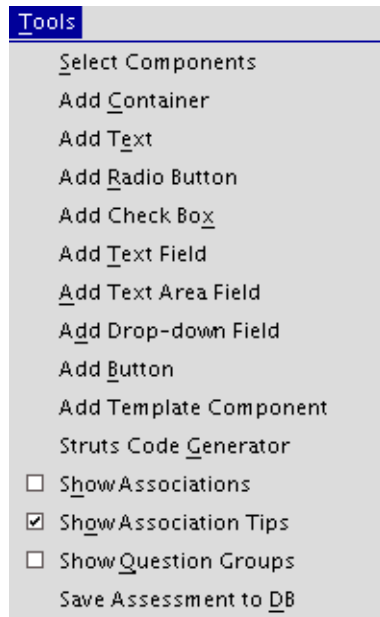 Tools
Select Components
Add Container
Add Text
Add Radio Button
Add Check Box
Add Text Field
Add Text Area Field
Add Drop-down Field
Add Button
Add Template Component
Struts Code Generator
Show Associations
Show Association Tips
Show Question Groups
Save Assessment to DB